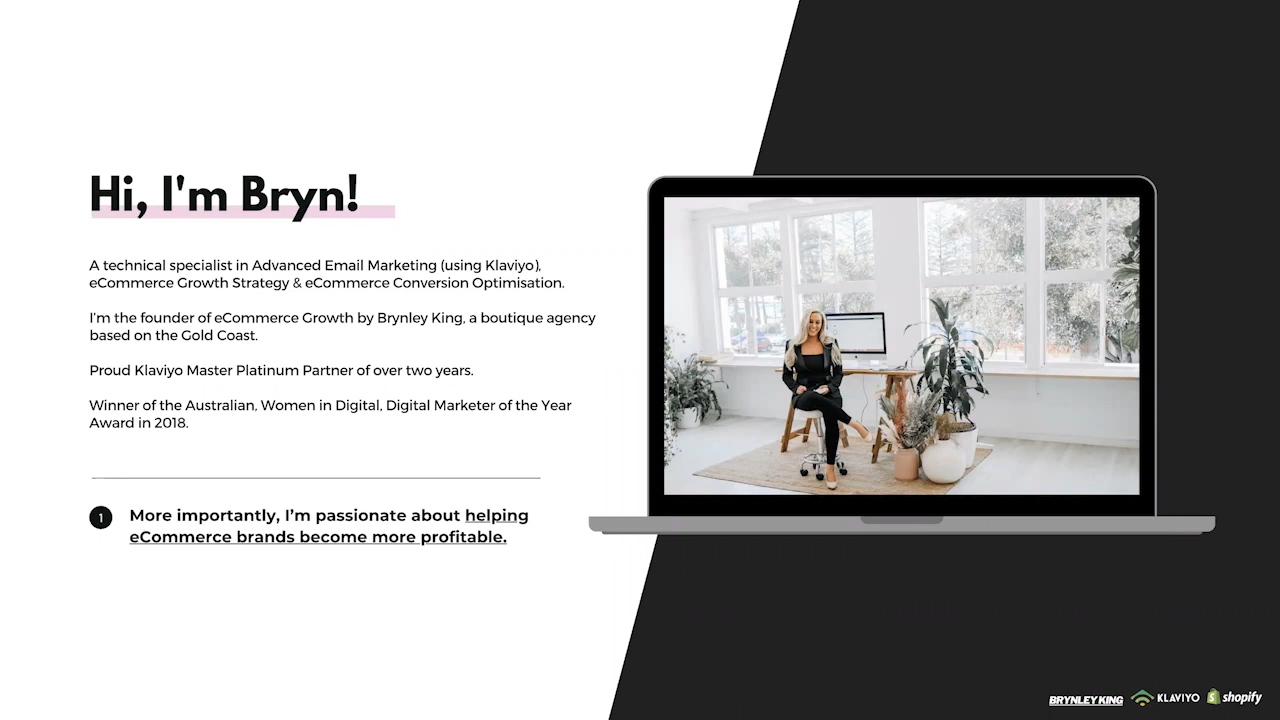 Hi, I'm Bryn!
A technical specialist in Advanced Email Marketing (using Klaviyo),
eCommerce Growth Strategy & eCommerce Conversion Optimisation.
I'm the founder of eCommerce Growth by Brynley King, a boutique agency
based on the Gold Coast.
Proud Klaviyo Master Platinum Partner of over two years.
Winner of the Australian, Women in Digital, Digital Marketer of the Year
Award in 2018.
1 More importantly, I'm passionate about helping
eCommerce brands become more profitable.
BRYNLEY KING KLAVIYO shopify